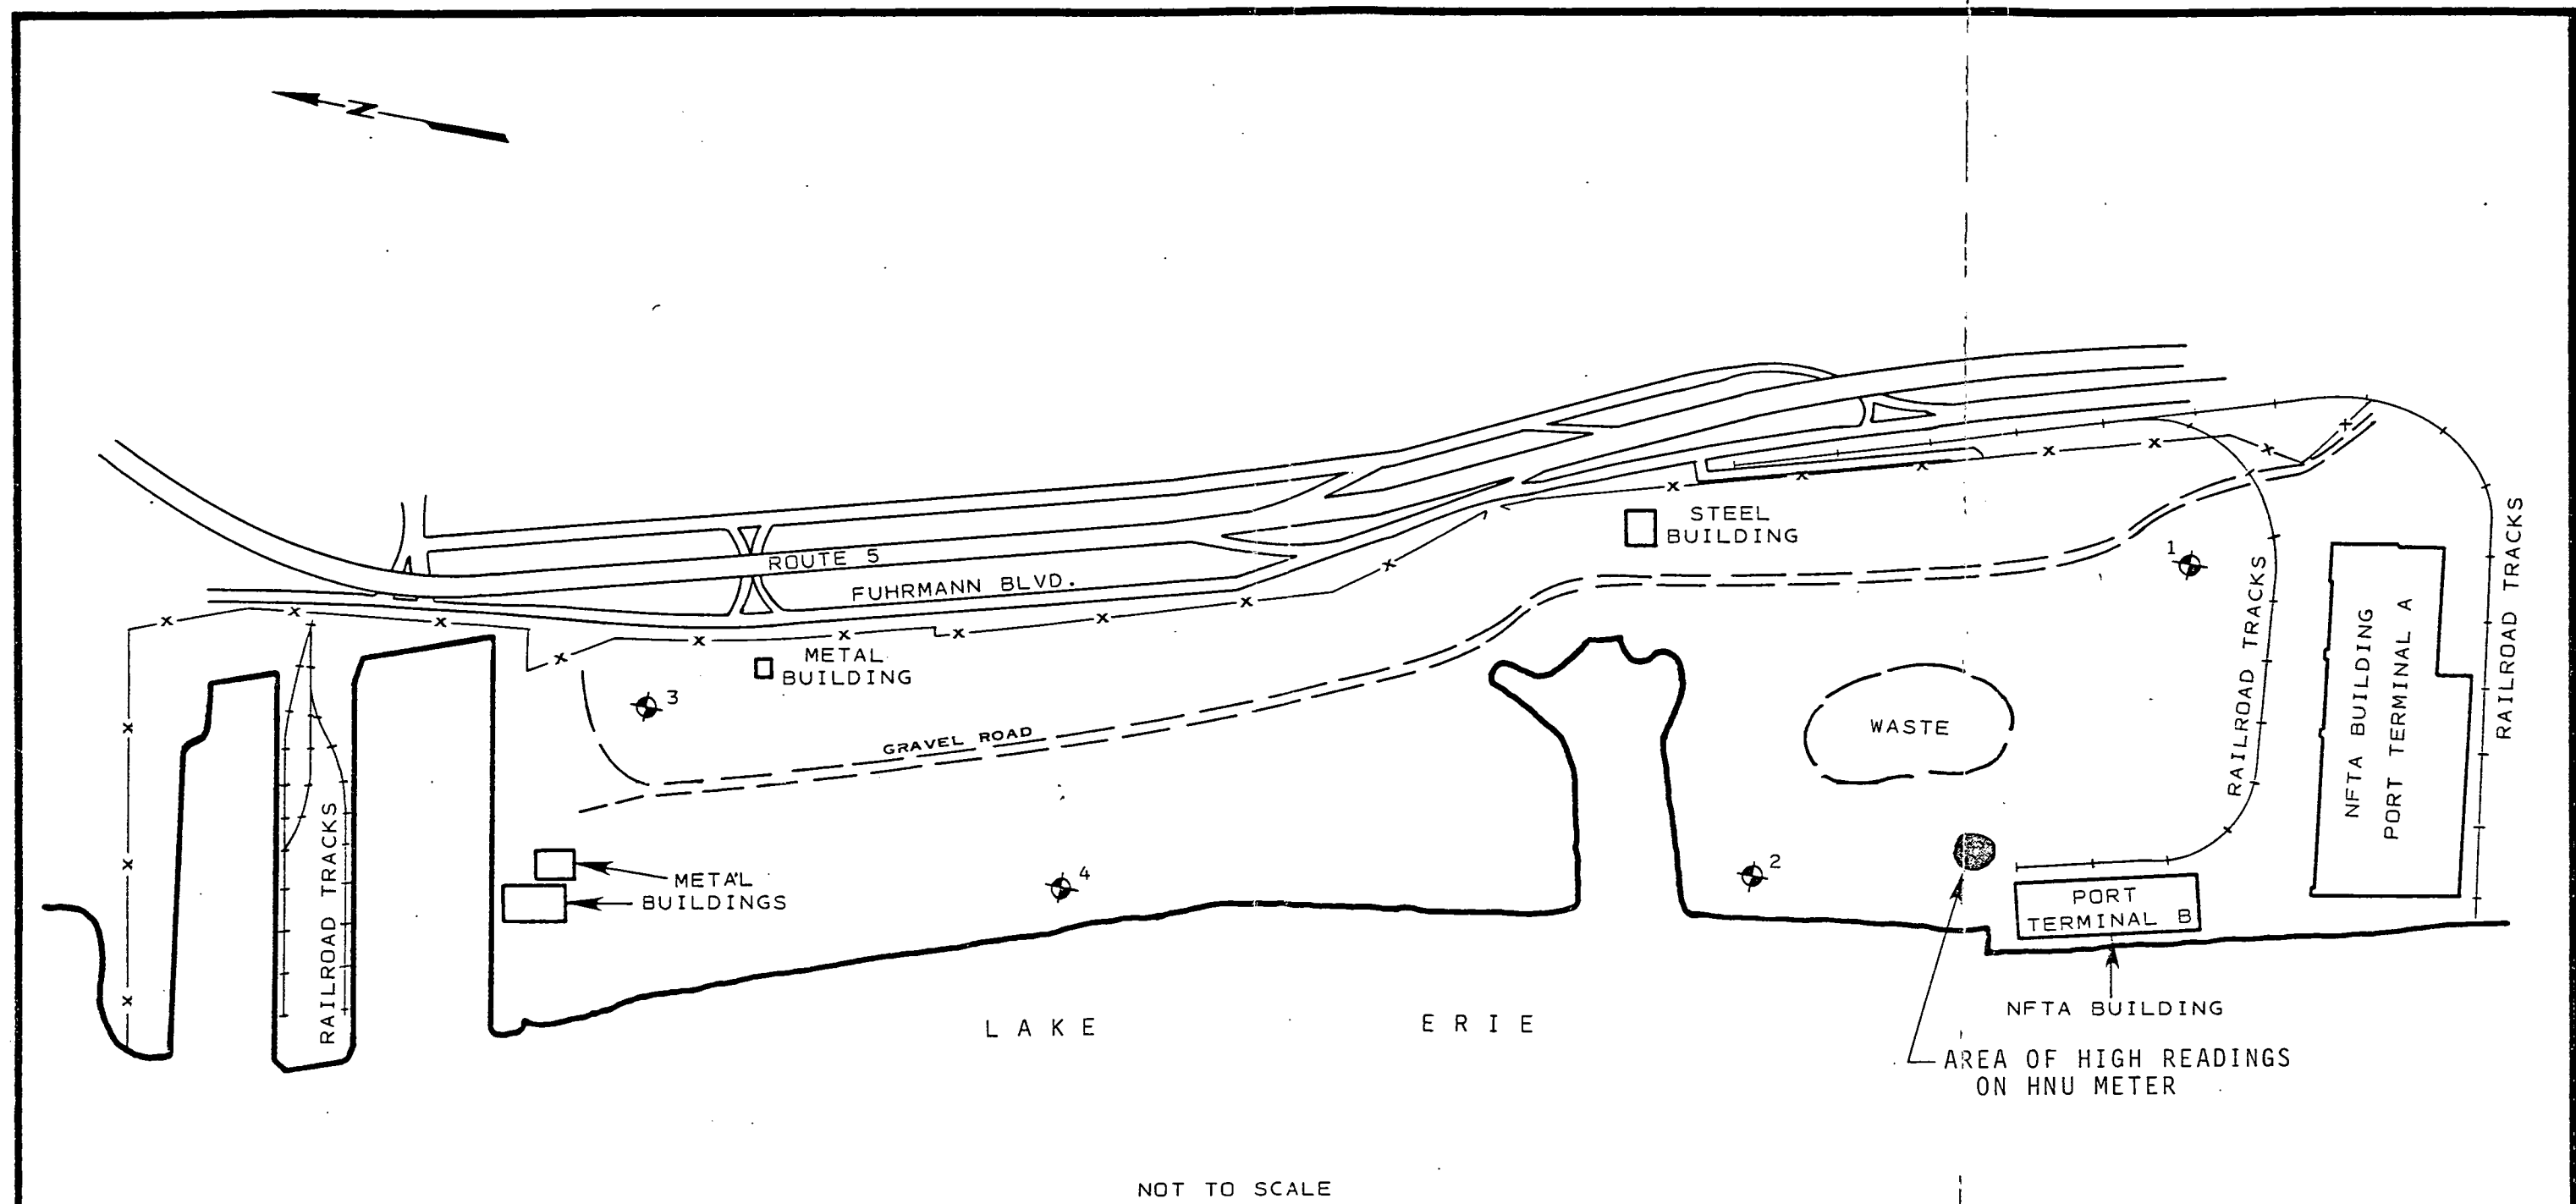 N
ROUTE 5
FUHRMANN BLVD.
STEEL
BUILDING
1
METAL
BUILDING
3
GRAVEL ROAD
WASTE
RAILROAD TRACKS
NFTA BUILDING
PORT TERMINAL A
RAILROAD TRACKS
RAILROAD TRACKS
METAL
BUILDINGS
4
2
PORT
TERMINAL B
NFTA BUILDING
LAKE ERIE
AREA OF HIGH READINGS
ON HNU METER
NOT TO SCALE
x x x x x x x x x x x x x x x x x x x x x